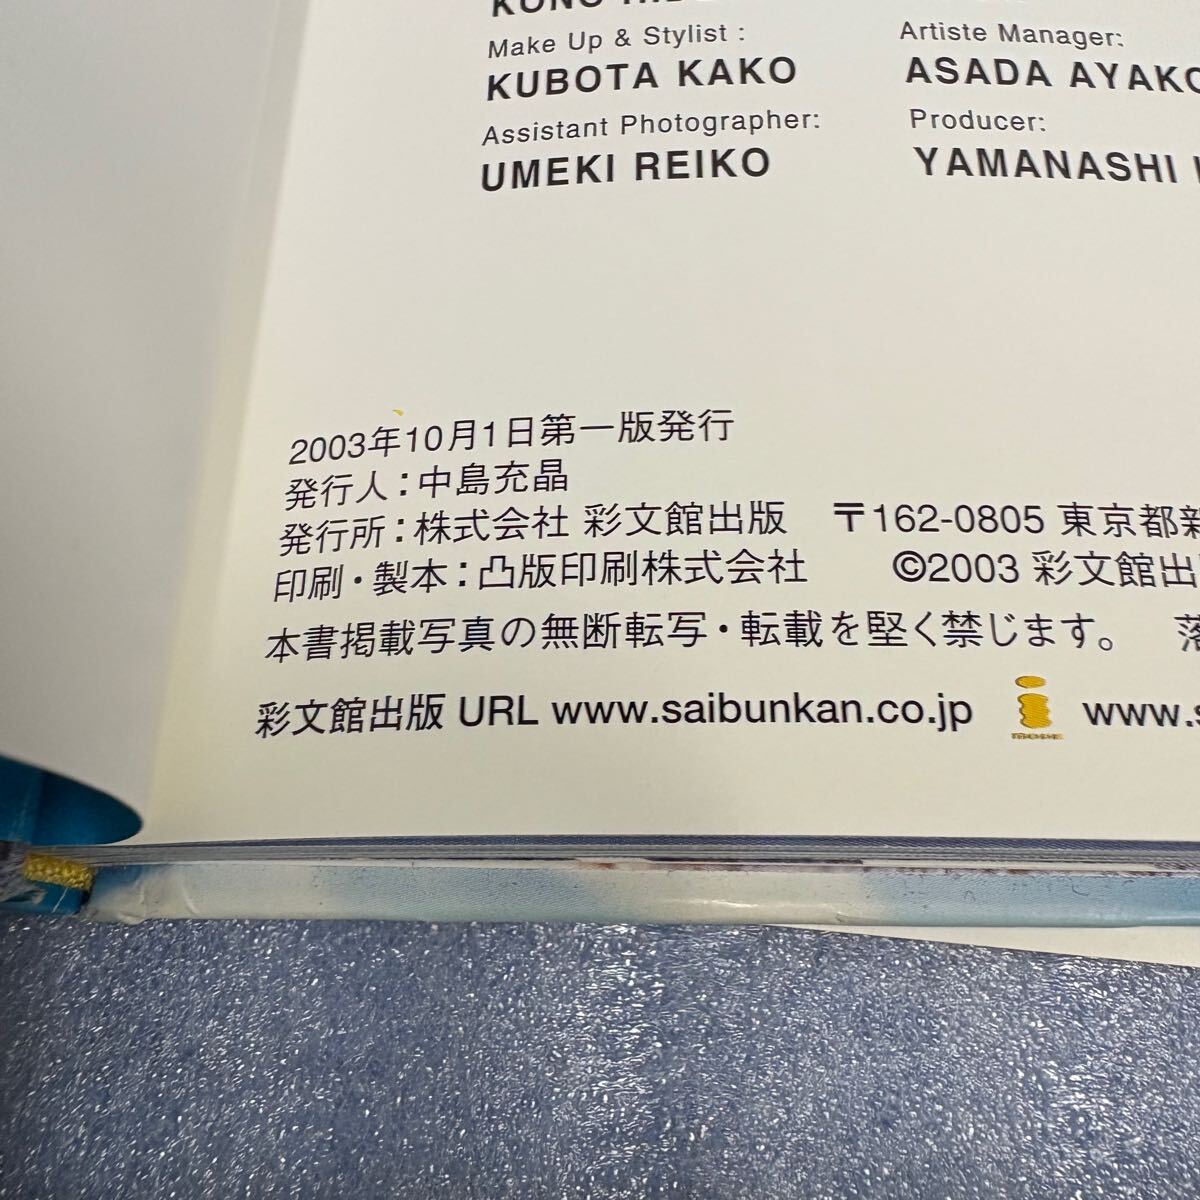 Make Up & Stylist :
KUBOTA KAKO
Assistant Photographer:
UMEKI REIKO
Artiste Manager:
ASADA AYAKO
Producer:
YAMANASHI
2003年10月1日第一版発行
発行人：中島充晶
発行所：株式会社 彩文館出版 〒162-0805 東京都新
印刷・製本：凸版印刷株式会社 ©2003 彩文館出
本書掲載写真の無断転写・転載を堅く禁じます。 落
彩文館出版 URL www.saibunkan.co.jp www.s